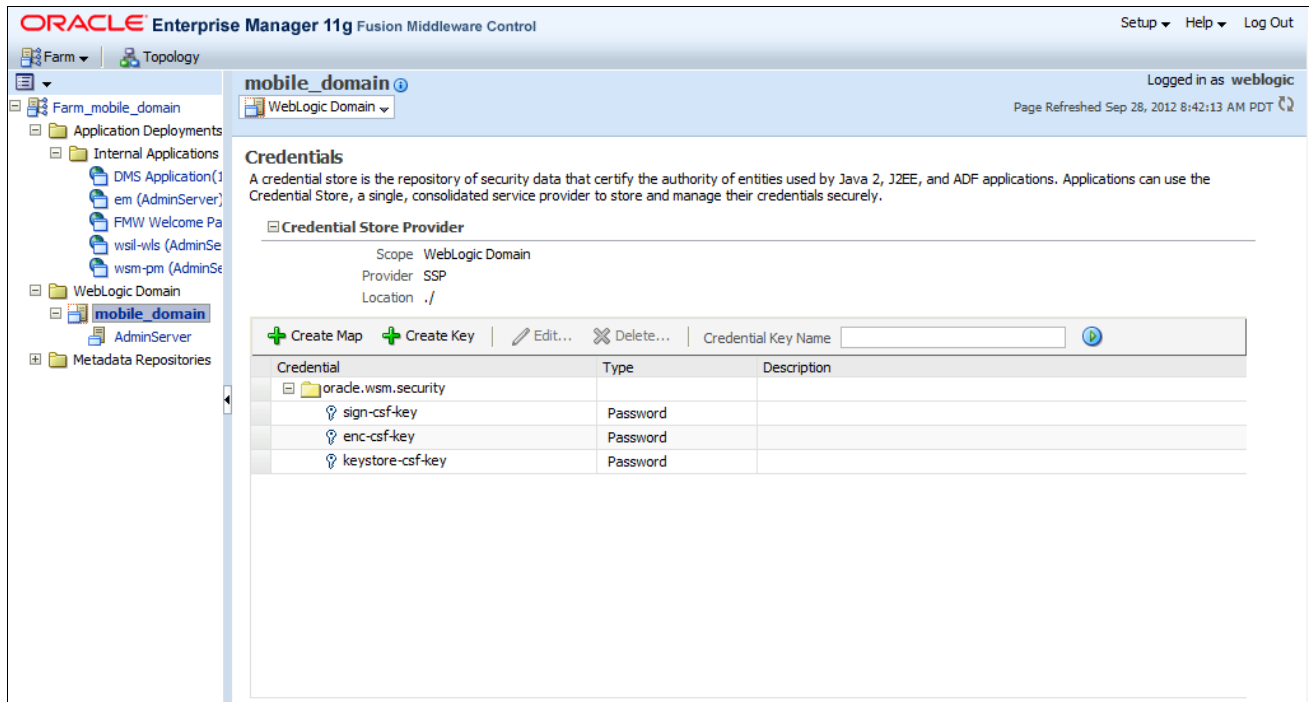 ORACLE Enterprise Manager 11g Fusion Middleware Control
Setup Help Log Out
Farm Topology
mobile_domain
Logged in as weblogic
WebLogic Domain
Page Refreshed Sep 28, 2012 8:42:13 AM PDT
Farm_mobile_domain
Application Deployments
Internal Applications
DMS Application(1
em (AdminServer)
FMW Welcome Pa
wsil-wls (AdminSe
wsm-pm (AdminSe
WebLogic Domain
mobile_domain
AdminServer
Metadata Repositories
Credentials
A credential store is the repository of security data that certify the authority of entities used by Java 2, J2EE, and ADF applications. Applications can use the
Credential Store, a single, consolidated service provider to store and manage their credentials securely.
Credential Store Provider
Scope WebLogic Domain
Provider SSP
Location ./
Create Map Create Key Edit... Delete... Credential Key Name
Credential Type Description
oracle.wsm.security
sign-csf-key Password
enc-csf-key Password
keystore-csf-key Password